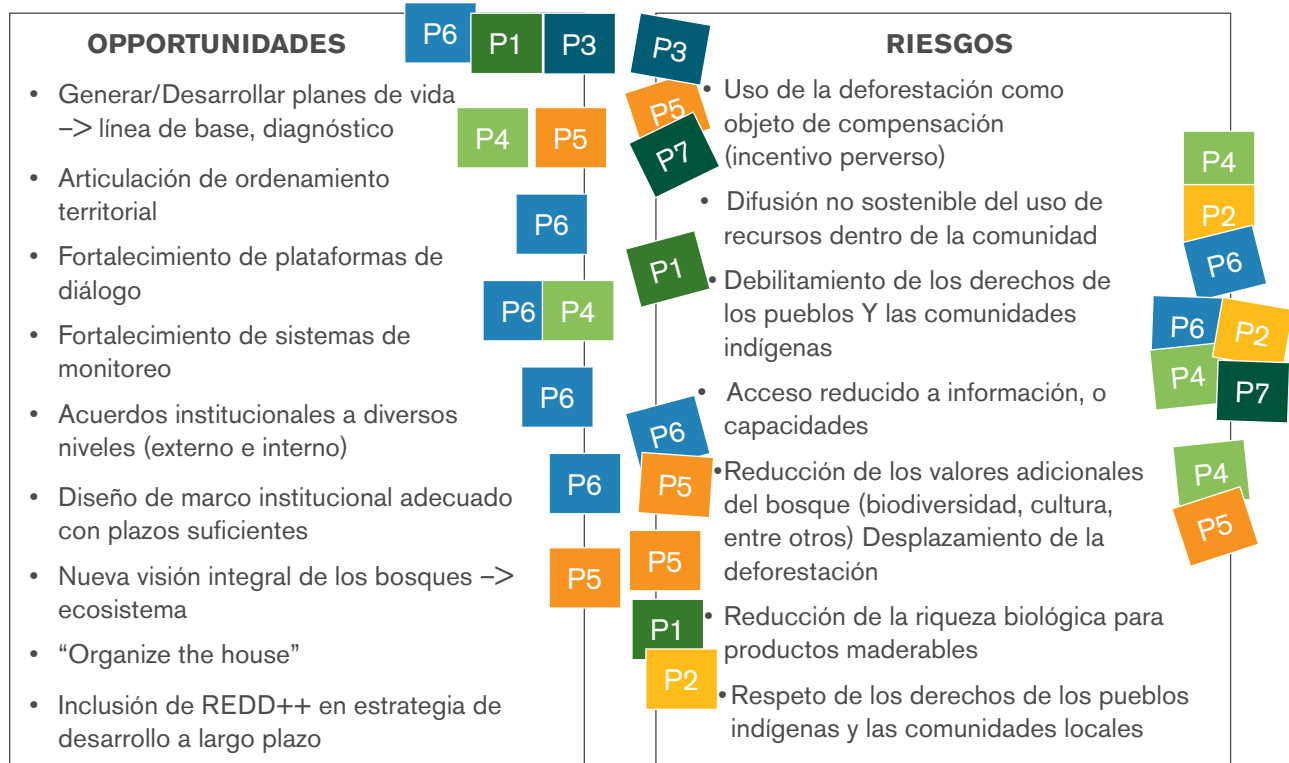 OPPORTUNIDADES
P6
P1
P3
• Generar/Desarrollar planes de vida
–> línea de base, diagnóstico
P4
P5
• Articulación de ordenamiento
territorial
P6
• Fortalecimiento de plataformas de
diálogo
P6
P4
• Fortalecimiento de sistemas de
monitoreo
P6
• Acuerdos institucionales a diversos
niveles (externo e interno)
P6
• Diseño de marco institucional adecuado
con plazos suficientes
• Nueva visión integral de los bosques –>
ecosistema
P5
• “Organize the house”
• Inclusión de REDD++ en estrategia de
desarrollo a largo plazo
RIESGOS
P3
P5
P7
• Uso de la deforestación como
objeto de compensación
(incentivo perverso)
P4
P2
• Difusión no sostenible del uso de
recursos dentro de la comunidad
P6
P1
• Debilitamiento de los derechos de
los pueblos Y las comunidades
indígenas
P6
P2
P4
P7
• Acceso reducido a información, o
capacidades
P6
P5
• Reducción de los valores adicionales
del bosque (biodiversidad, cultura,
entre otros) Desplazamiento de la
deforestación
P4
P5
P5
• Reducción de la riqueza biológica para
productos maderables
P1
P2
• Respeto de los derechos de los pueblos
indígenas y las comunidades locales